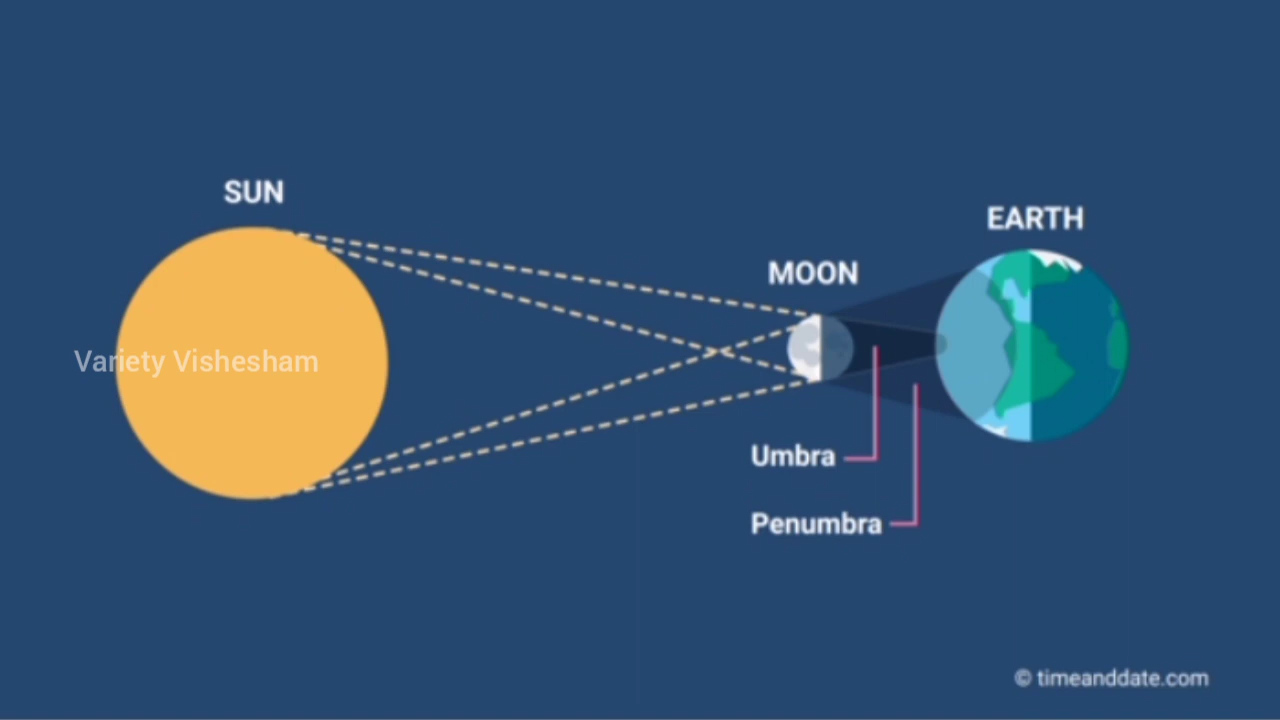 SUN
EARTH
MOON
Variety Vishesham
Umbra
Penumbra
© timeanddate.com